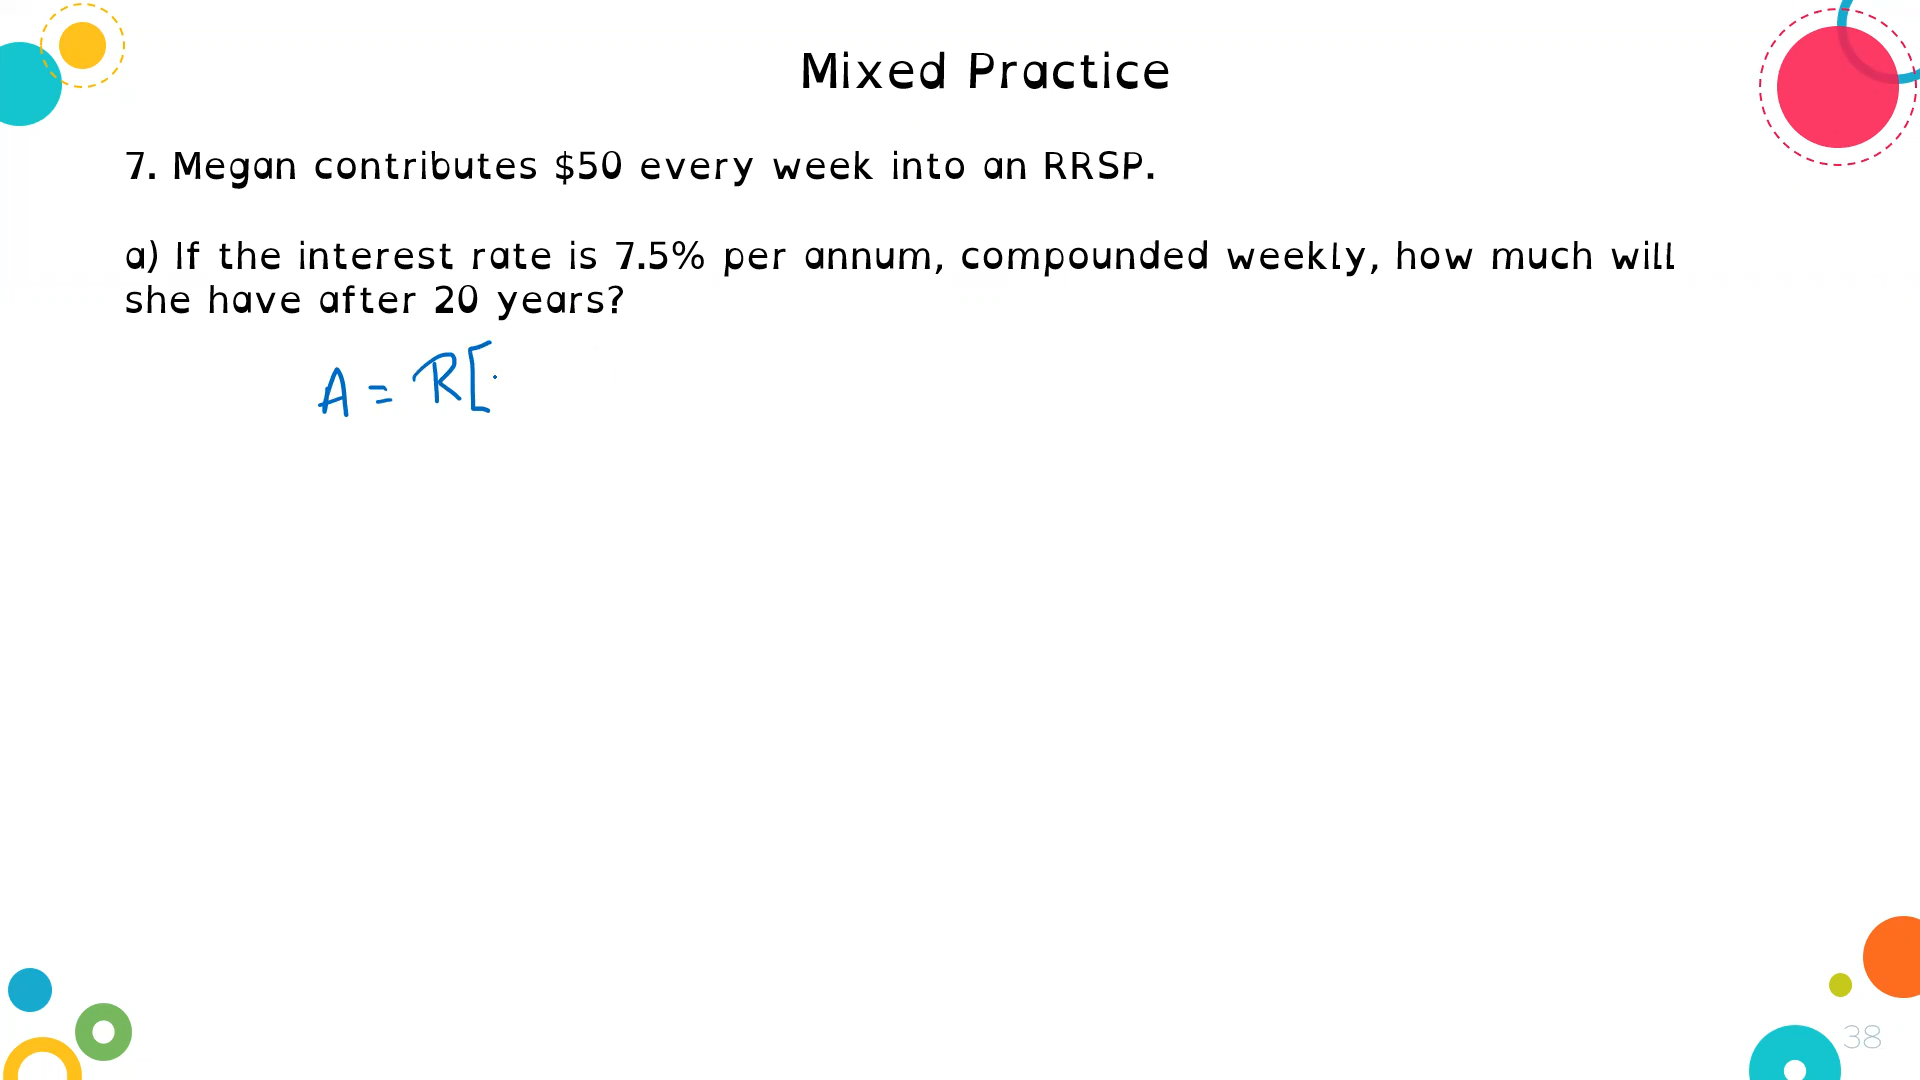 Mixed Practice
7. Megan contributes $50 every week into an RRSP.
a) If the interest rate is 7.5% per annum, compounded weekly, how much will
she have after 20 years?
A = R[
38